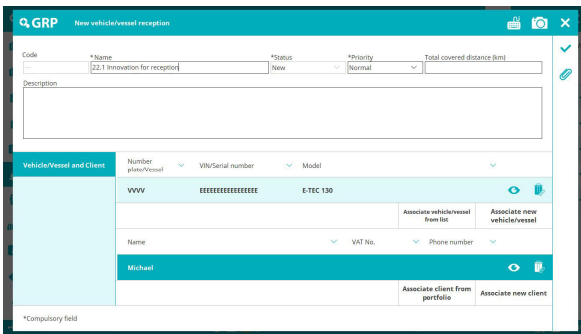 GRP New vehicle/vessel reception
Code *Name *Status *Priority Total covered distance (km)
--- 22.1 Innovation for reception New Normal
Description
Vehicle/Vessel and Client
Number plate/Vessel VIN/Serial number Model
VVVV EEEEEEEEEEEEEEEE E-TEC 130
Associate vehicle/vessel from list Associate new vehicle/vessel
Name VAT No. Phone number
Michael
Associate client from portfolio Associate new client
*Compulsory field